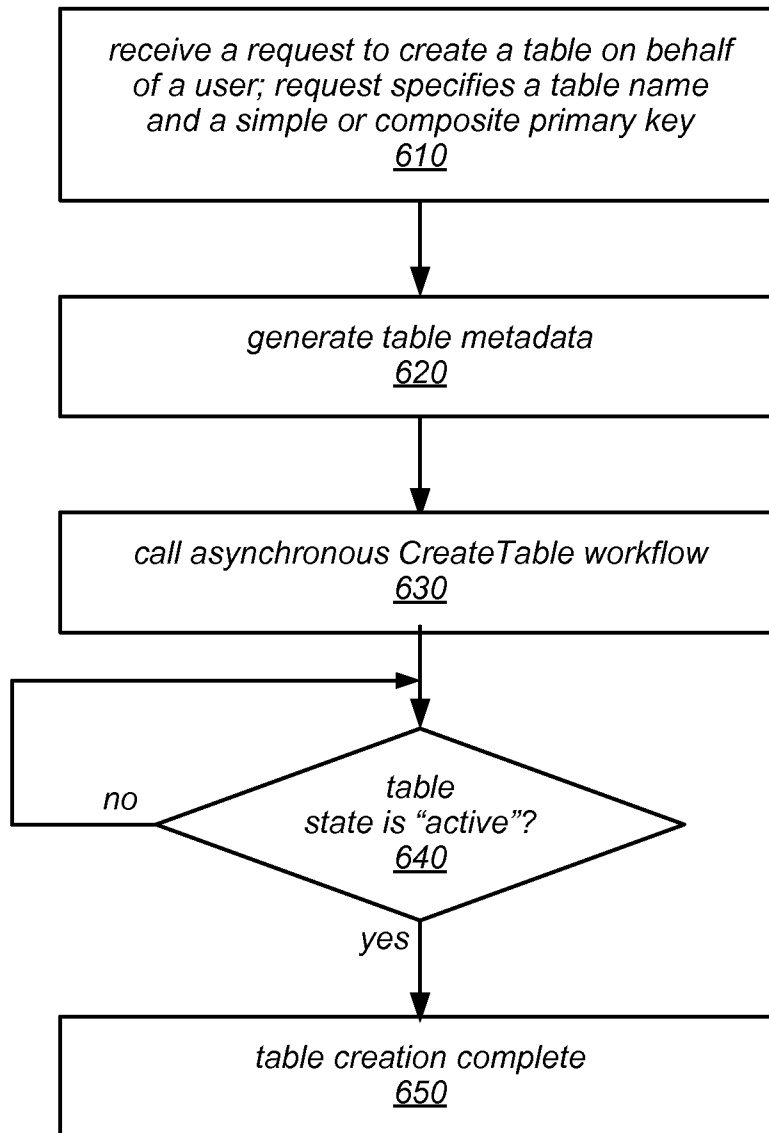 receive a request to create a table on behalf
of a user; request specifies a table name
and a simple or composite primary key
610
generate table metadata
620
call asynchronous CreateTable workflow
630
table
state is “active”?
640
no
yes
table creation complete
650